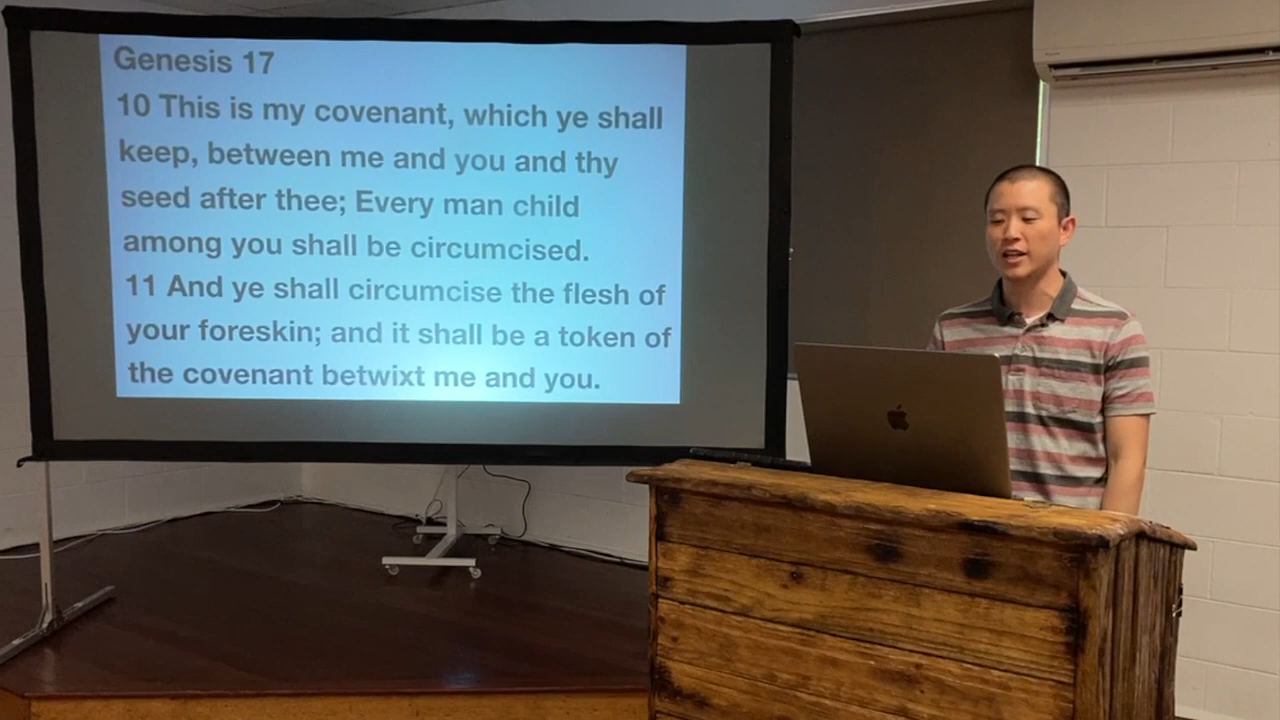 Genesis 17
10 This is my covenant, which ye shall
keep, between me and you and thy
seed after thee; Every man child
among you shall be circumcised.
11 And ye shall circumcise the flesh of
your foreskin; and it shall be a token of
the covenant betwixt me and you.